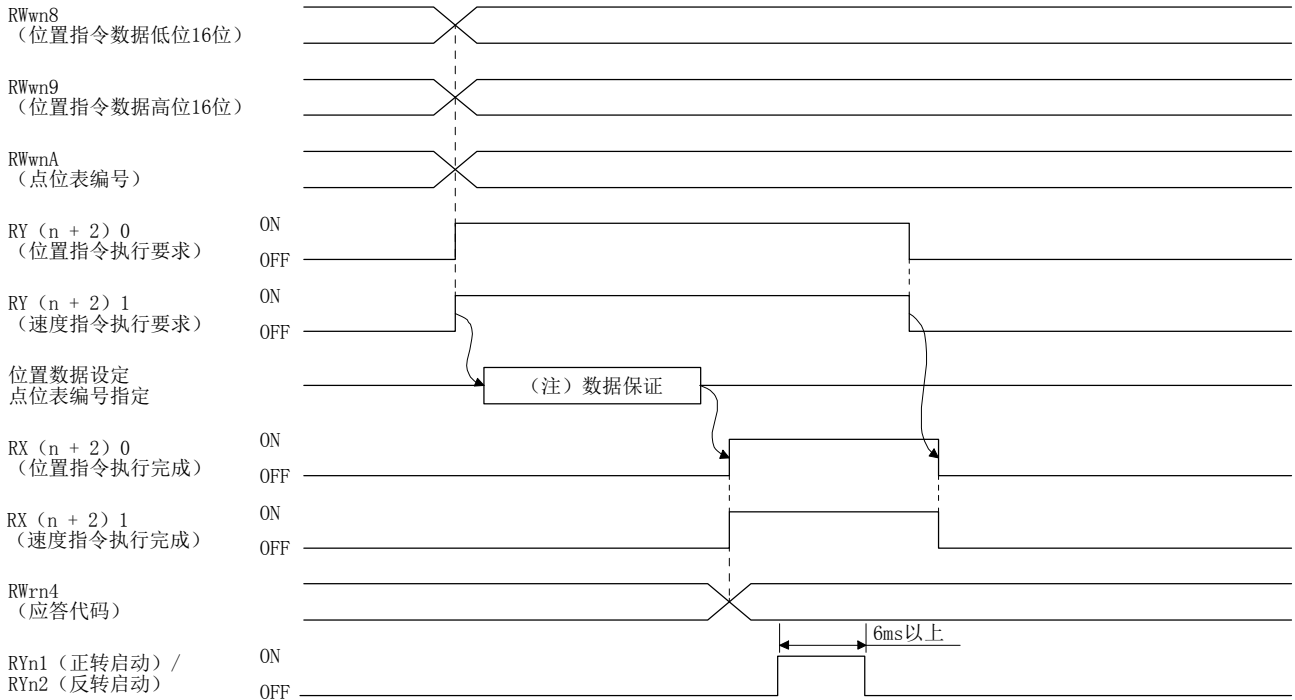 RWwn8
（位置指令数据低位16位）
RWwn9
（位置指令数据高位16位）
RWwnA
（点位表编号）
RY（n + 2）0
（位置指令执行要求）
ON
OFF
RY（n + 2）1
（速度指令执行要求）
ON
OFF
位置数据设定
点位表编号指定
（注）数据保证
RX（n + 2）0
（位置指令执行完成）
ON
OFF
RX（n + 2）1
（速度指令执行完成）
ON
OFF
RWrn4
（应答代码）
6ms以上
RYn1（正转启动）/
RYn2（反转启动）
ON
OFF